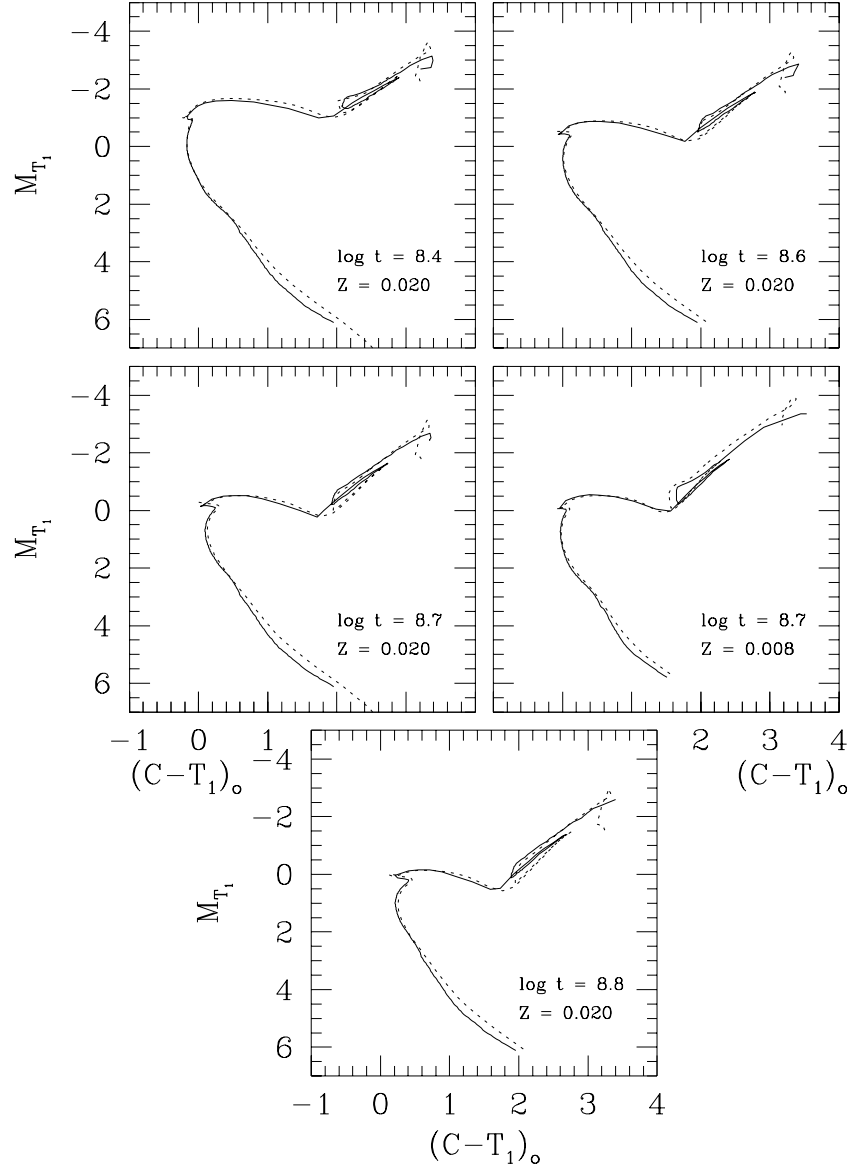 −4
−2
0
2
4
6
M_T₁
log t = 8.4
Z = 0.020
log t = 8.6
Z = 0.020
−4
−2
0
2
4
6
M_T₁
log t = 8.7
Z = 0.020
log t = 8.7
Z = 0.008
−1 0 1
(C−T₁)ₒ
2 3 4
(C−T₁)ₒ
−4
−2
0
2
4
6
M_T₁
log t = 8.8
Z = 0.020
−1 0 1 2 3 4
(C−T₁)ₒ